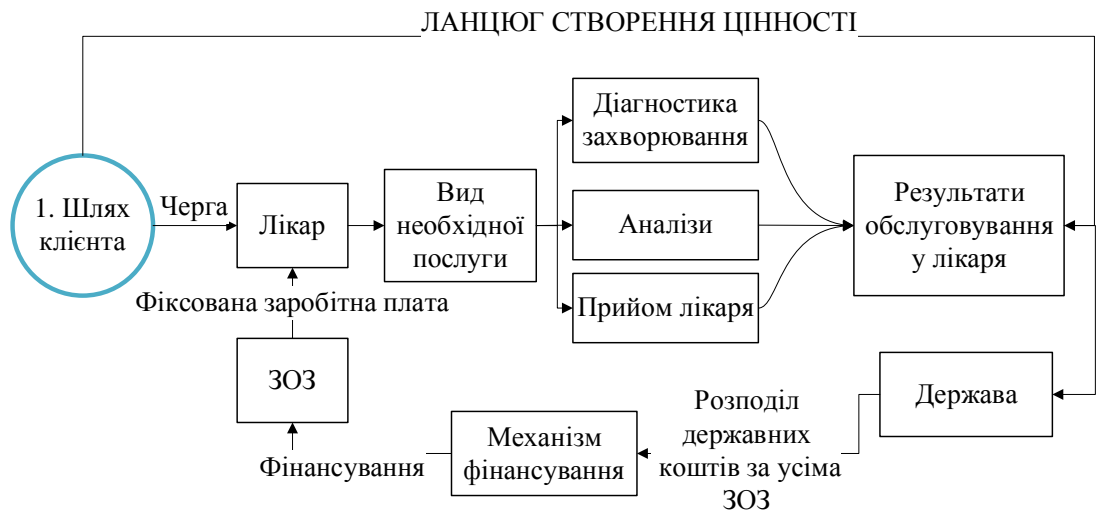 ЛАНЦЮГ СТВОРЕННЯ ЦІННОСТІ
1. Шлях
клієнта
Черга
Лікар
Вид
необхідної
послуги
Діагностика
захворювання
Аналізи
Прийом лікаря
Результати
обслуговування
у лікаря
Фіксована заробітна плата
ЗОЗ
Фінансування
Механізм
фінансування
Розподіл
державних
коштів за усіма
ЗОЗ
Держава